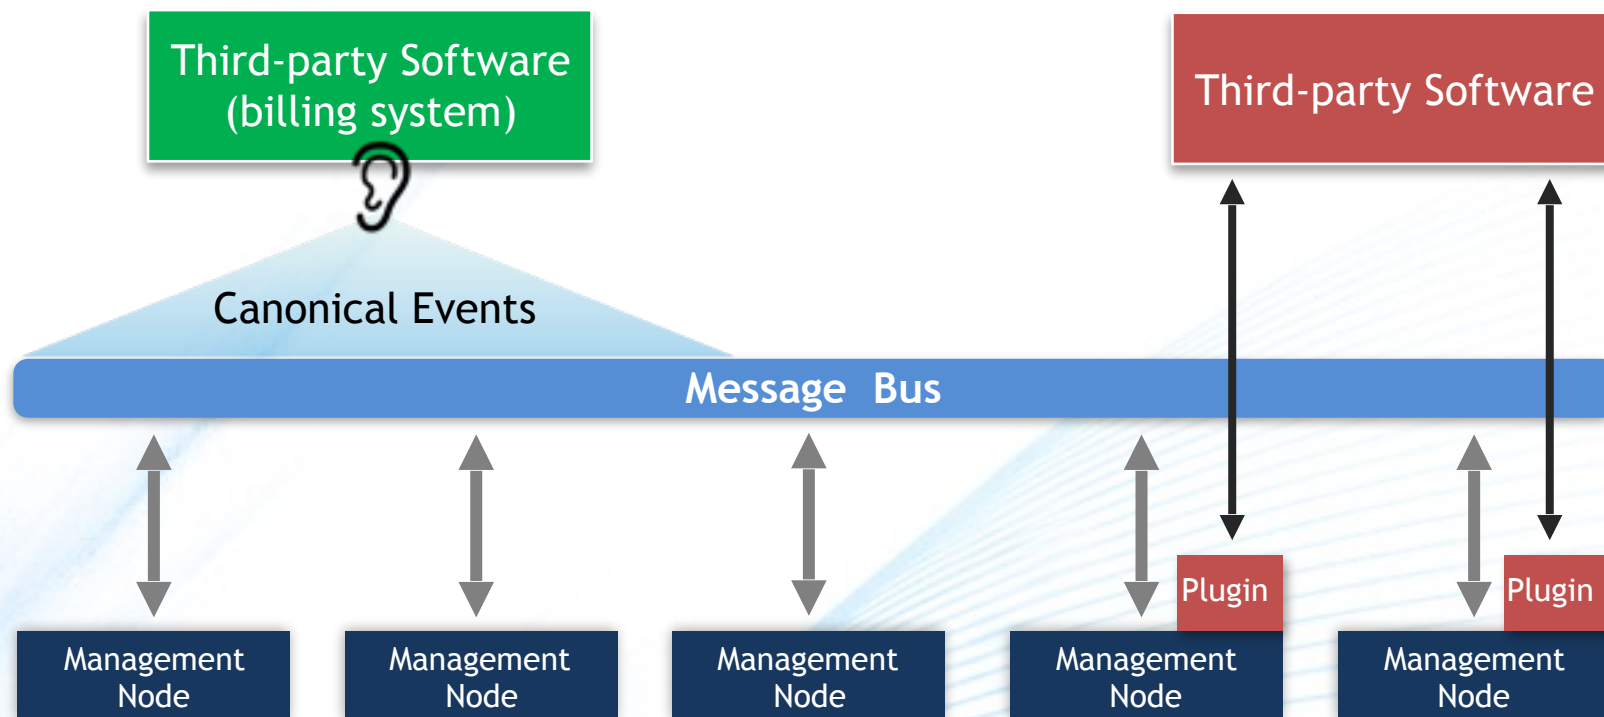 Third-party Software
(billing system)
Third-party Software
Canonical Events
Message Bus
Plugin
Plugin
Management
Node
Management
Node
Management
Node
Management
Node
Management
Node